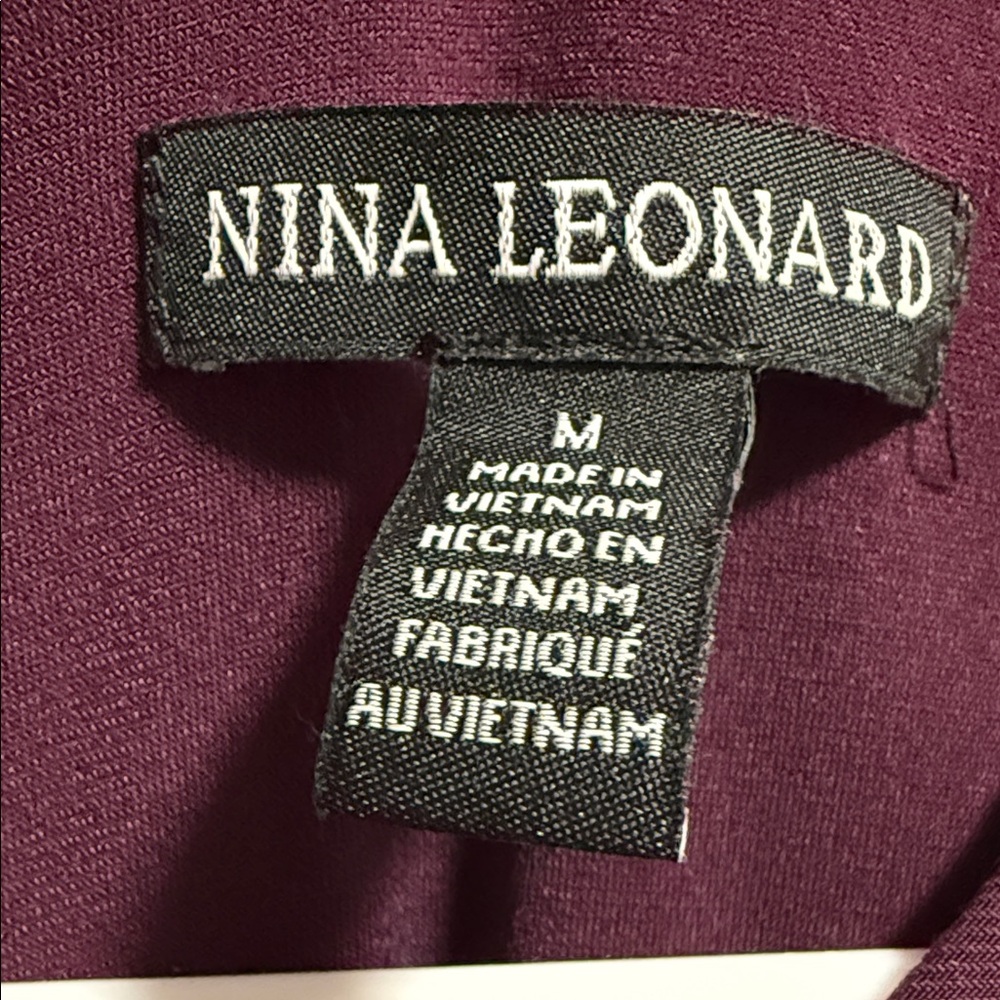 NINA LEONARD
M
MADE IN
VIETNAM
HECHO EN
VIETNAM
FABRIQUÉ
AU VIETNAM